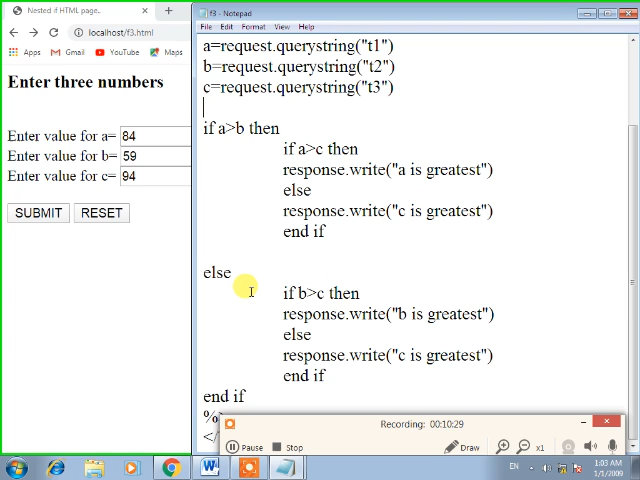 Nested if HTML page..
localhost/f3.html
Apps
Gmail
YouTube
Maps
Enter three numbers
Enter value for a= 84
Enter value for b= 59
Enter value for c= 94
SUBMIT RESET
f3 - Notepad
File Edit Format View Help
a=request.querystring("t1")
b=request.querystring("t2")
c=request.querystring("t3")
if a>b then
if a>c then
response.write("a is greatest")
else
response.write("c is greatest")
end if
else
if b>c then
response.write("b is greatest")
else
response.write("c is greatest")
end if
end if
%>
</
Recording: 00:10:29
Pause Stop Draw x1
EN
1:03 AM
1/1/2009